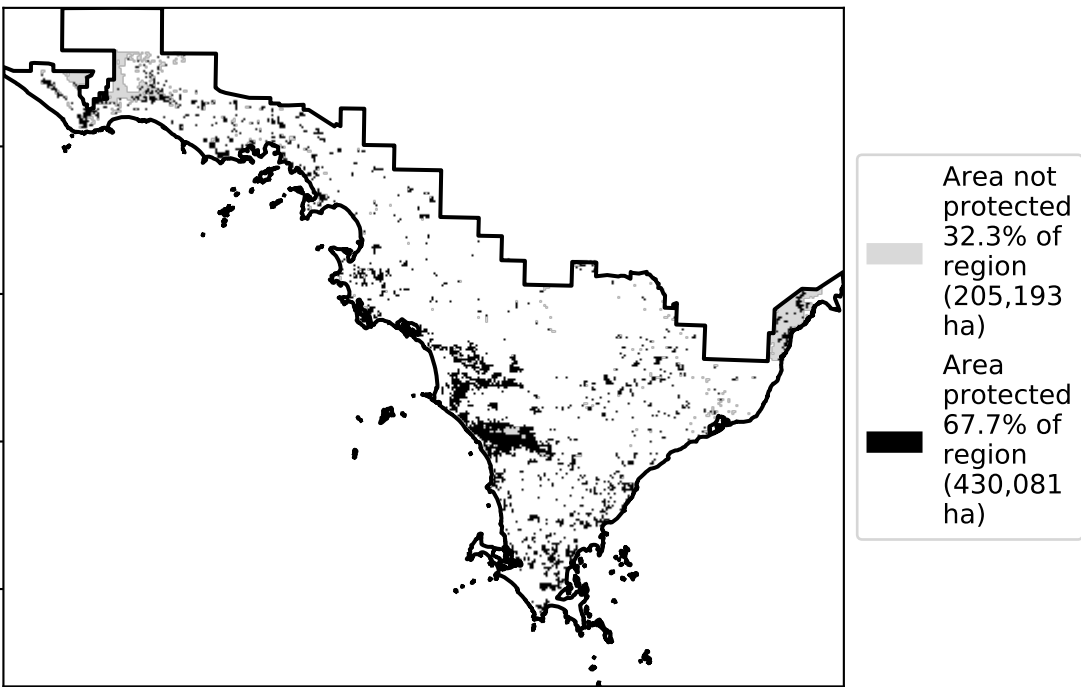 Area not
protected
32.3% of
region
(205,193
ha)
Area
protected
67.7% of
region
(430,081
ha)